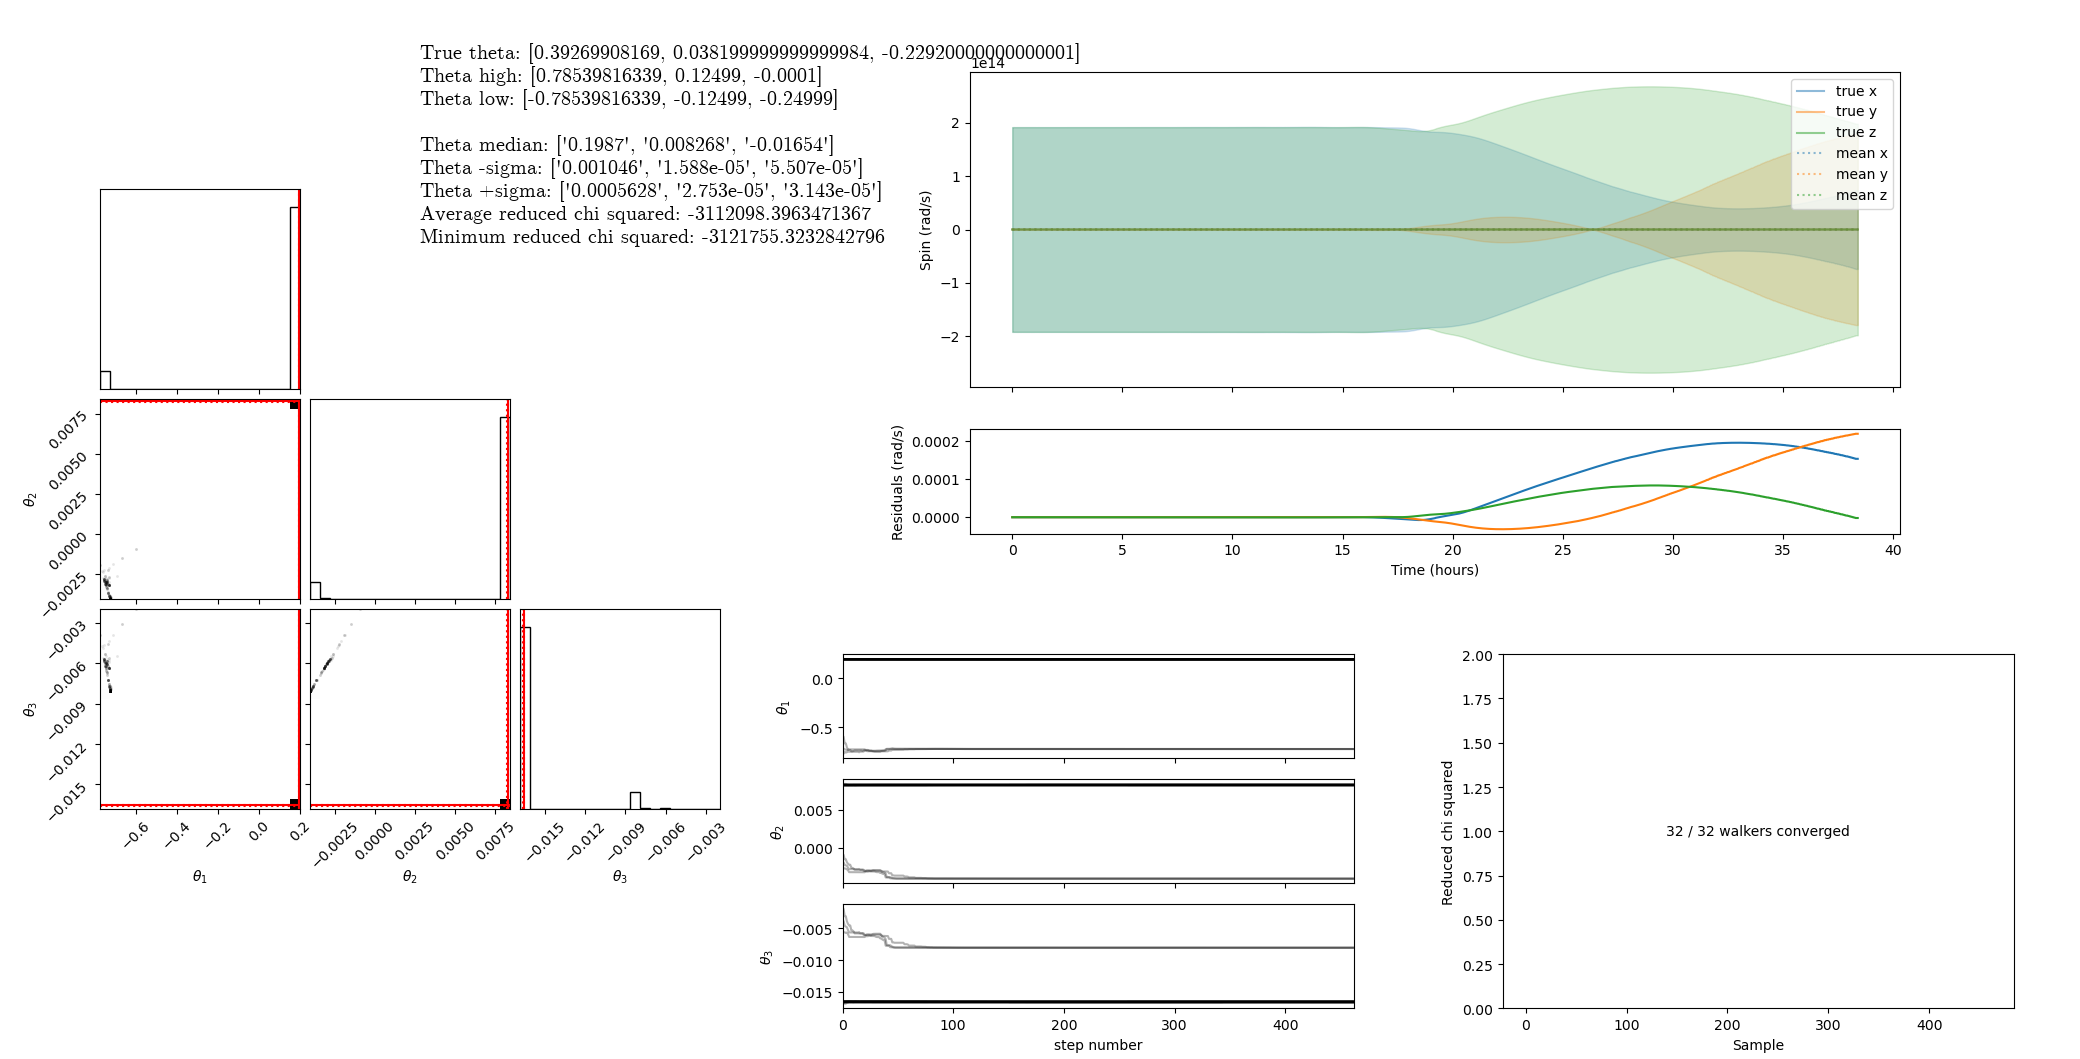 True theta: [0.39269908169, 0.038199999999999984, -0.22920000000000001]
Theta high: [0.78539816339, 0.12499, -0.0001]
Theta low: [-0.78539816339, -0.12499, -0.24999]
Theta median: ['0.1987', '0.008268', '-0.01654']
Theta -sigma: ['0.001046', '1.588e-05', '5.507e-05']
Theta +sigma: ['0.0005628', '2.753e-05', '3.143e-05']
Average reduced chi squared: -3112098.3963471367
Minimum reduced chi squared: -3121755.3232842796
1e14
Spin (rad/s)
2
1
0
−1
−2
true x
true y
true z
mean x
mean y
mean z
Residuals (rad/s)
0.0002
0.0001
0.0000
0 5 10 15 20 25 30 35 40
Time (hours)
θ2
0.0075
0.0050
0.0025
0.0000
−0.0025
θ3
−0.003
−0.006
−0.009
−0.012
−0.015
−0.6 −0.4 −0.2 0.0 0.2
θ1
−0.0025 0.0000 0.0025 0.0050 0.0075
θ2
−0.015 −0.012 −0.009 −0.006 −0.003
θ3
θ1
0.0
−0.5
θ2
0.005
0.000
θ3
−0.005
−0.010
−0.015
0 100 200 300 400
step number
Reduced chi squared
2.00
1.75
1.50
1.25
1.00
0.75
0.50
0.25
0.00
32 / 32 walkers converged
0 100 200 300 400
Sample